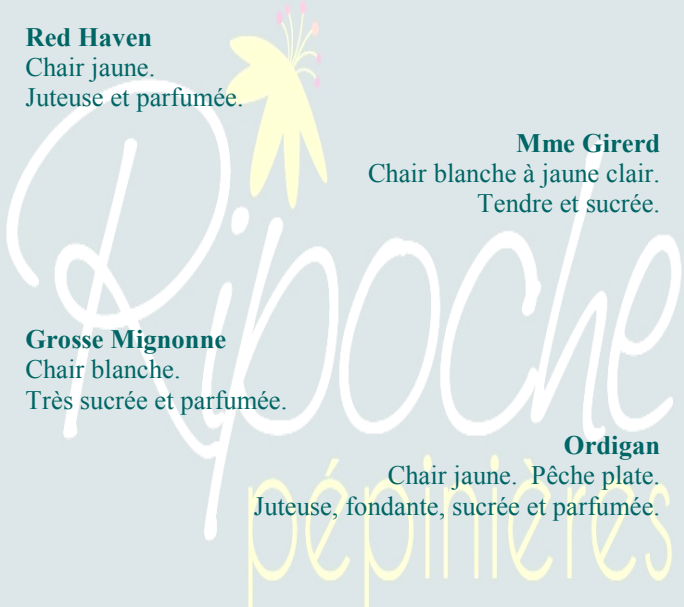 Red Haven
Chair jaune.
Juteuse et parfumée.
Mme Girerd
Chair blanche à jaune clair.
Tendre et sucrée.
Grosse Mignonne
Chair blanche.
Très sucrée et parfumée.
Ordigan
Chair jaune. Pêche plate.
Juteuse, fondante, sucrée et parfumée.
Ripoche
pépinières